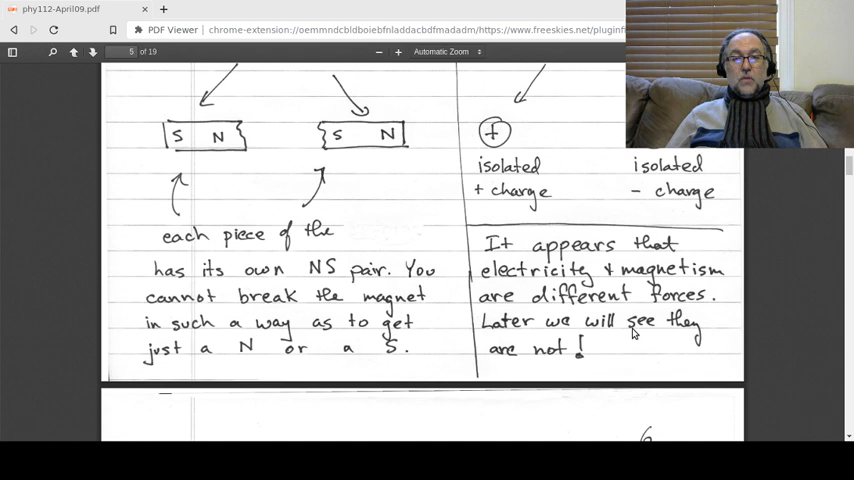 phy112-April09.pdf
PDF Viewer
chrome-extension://oemmndcbldboiebfnladdacbdfmadadm/https://www.freeskies.net/pluginfi
5 of 19
Automatic Zoom
S N
S N
+
isolated
+ charge
isolated
- charge
each piece of the
has its own NS pair. You
cannot break the magnet
in such a way as to get
just a N or a S.
It appears that
electricity & magnetism
are different forces.
Later we will see they
are not!
6